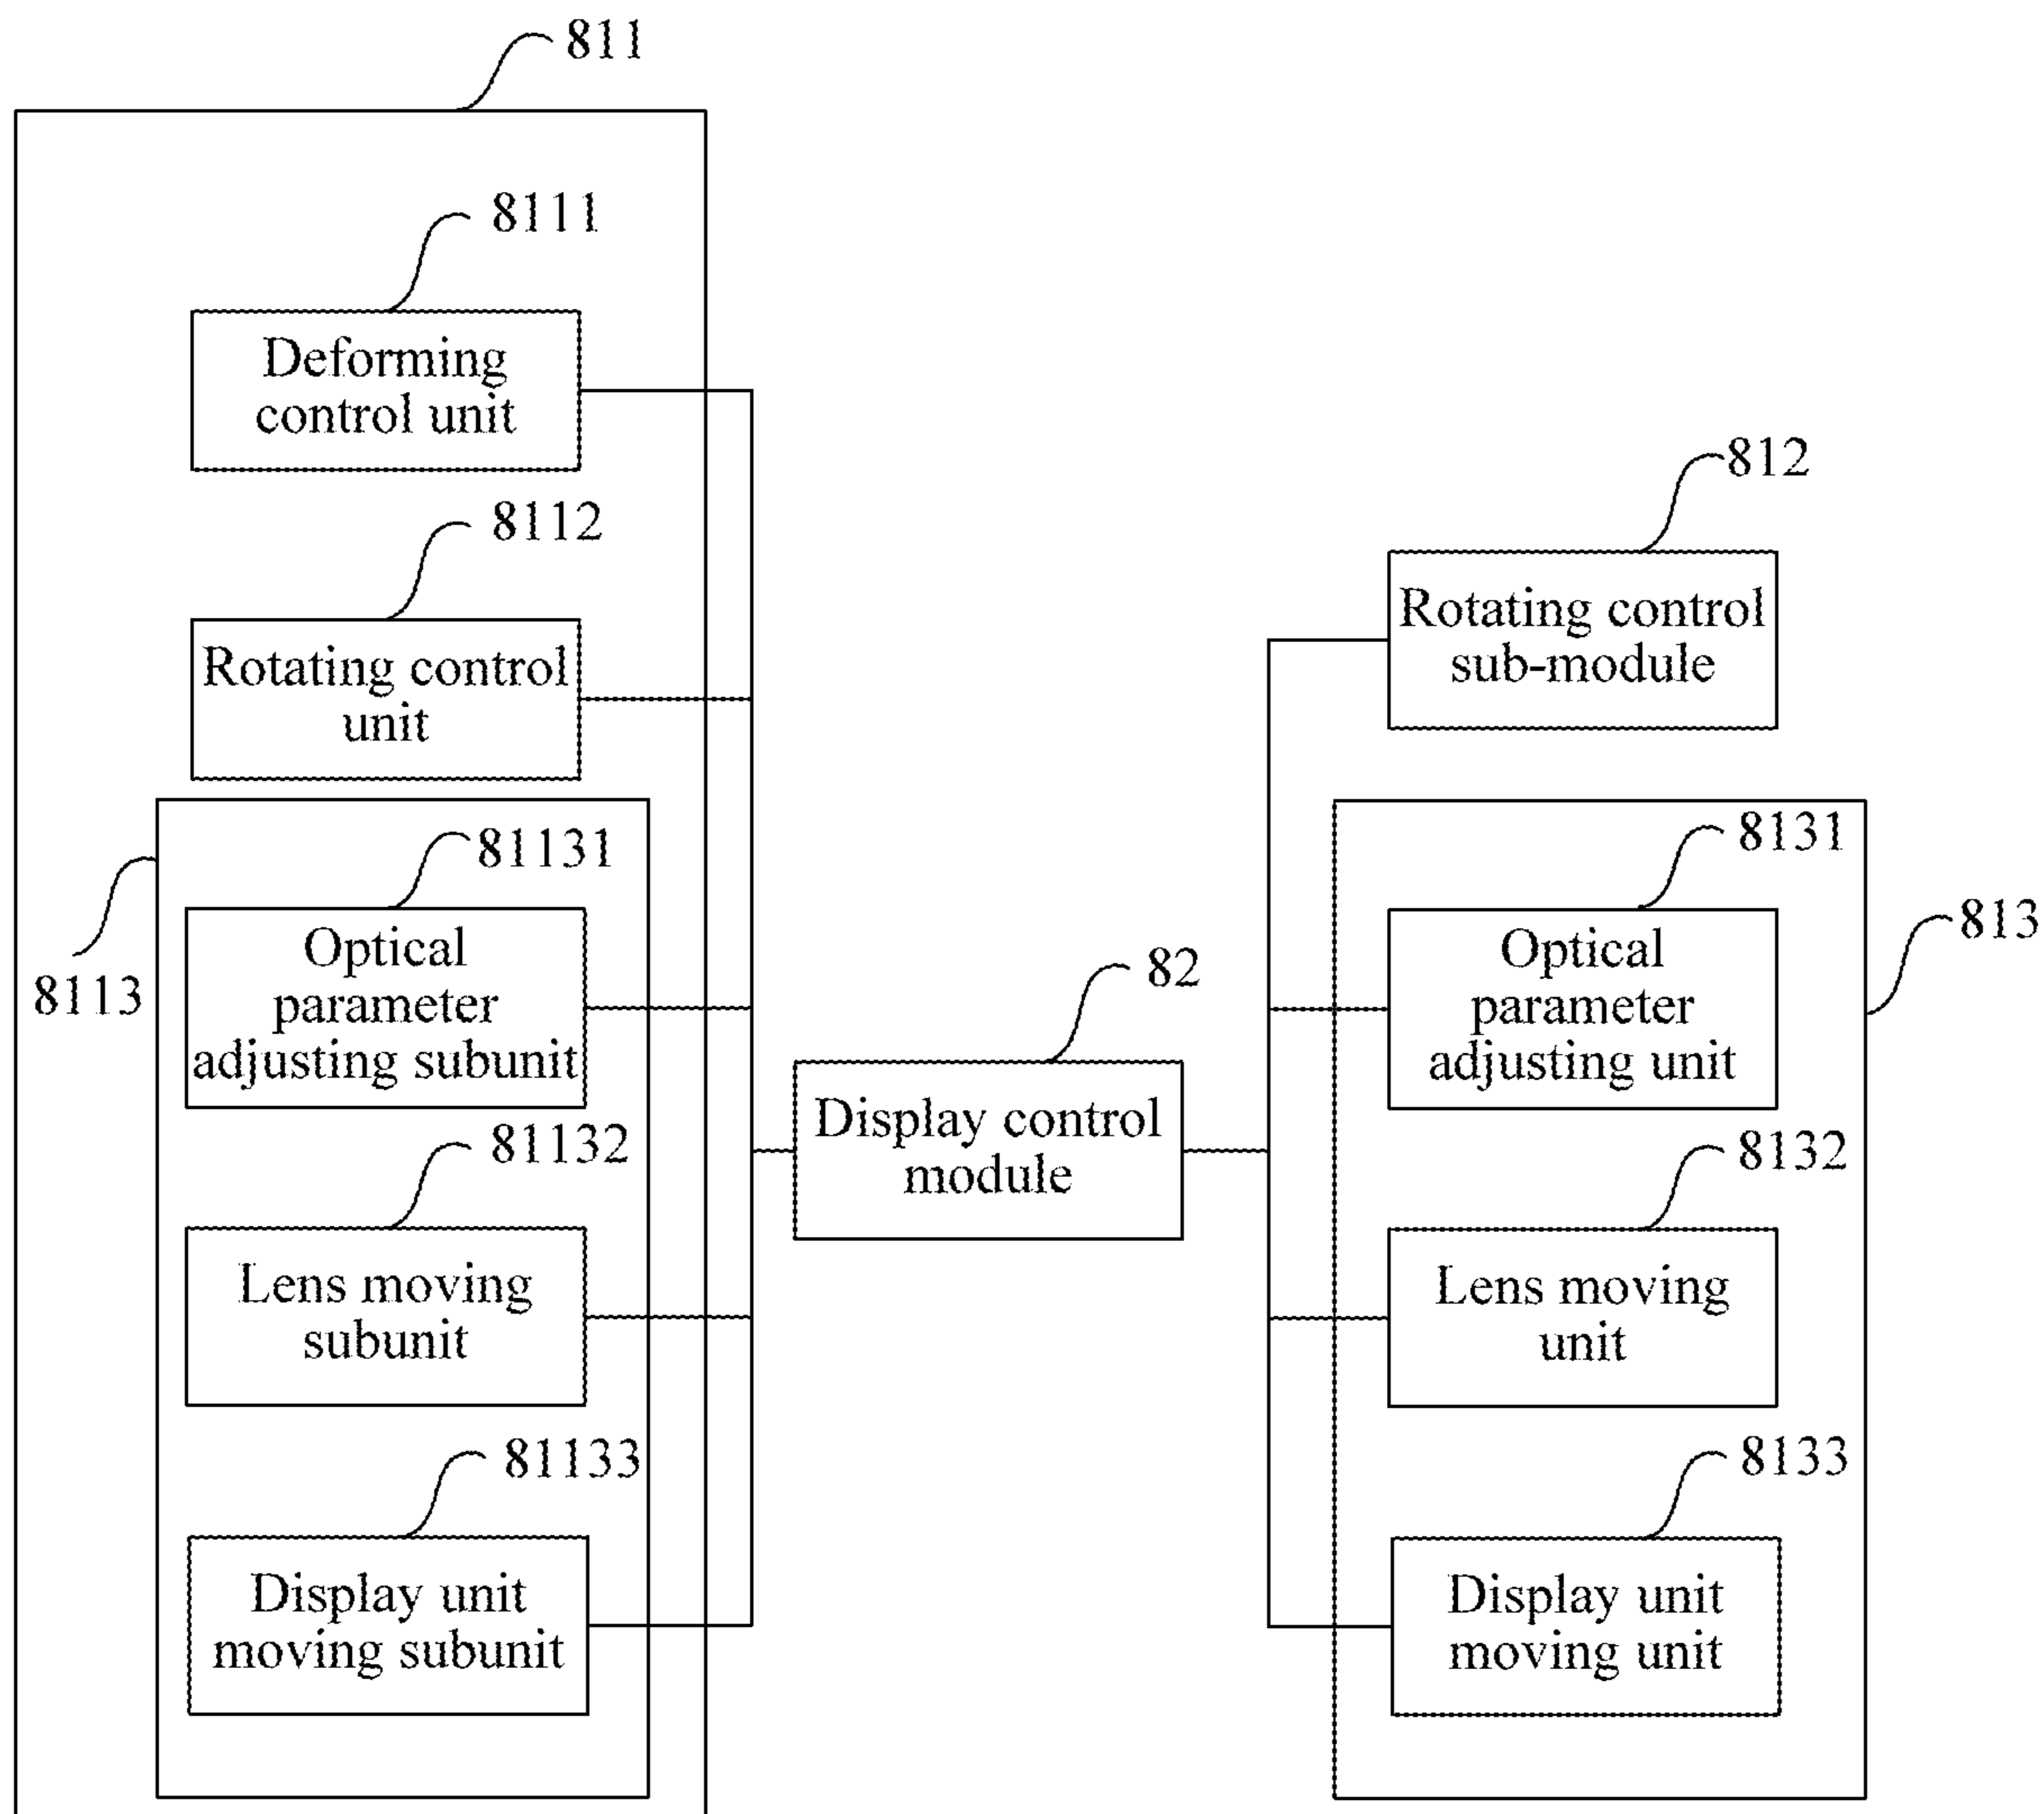 811
8111
Deforming
control unit
8112
Rotating control
unit
8113
81131
Optical
parameter
adjusting subunit
81132
Lens moving
subunit
81133
Display unit
moving subunit
82
Display control
module
812
Rotating control
sub-module
813
8131
Optical
parameter
adjusting unit
8132
Lens moving
unit
8133
Display unit
moving unit